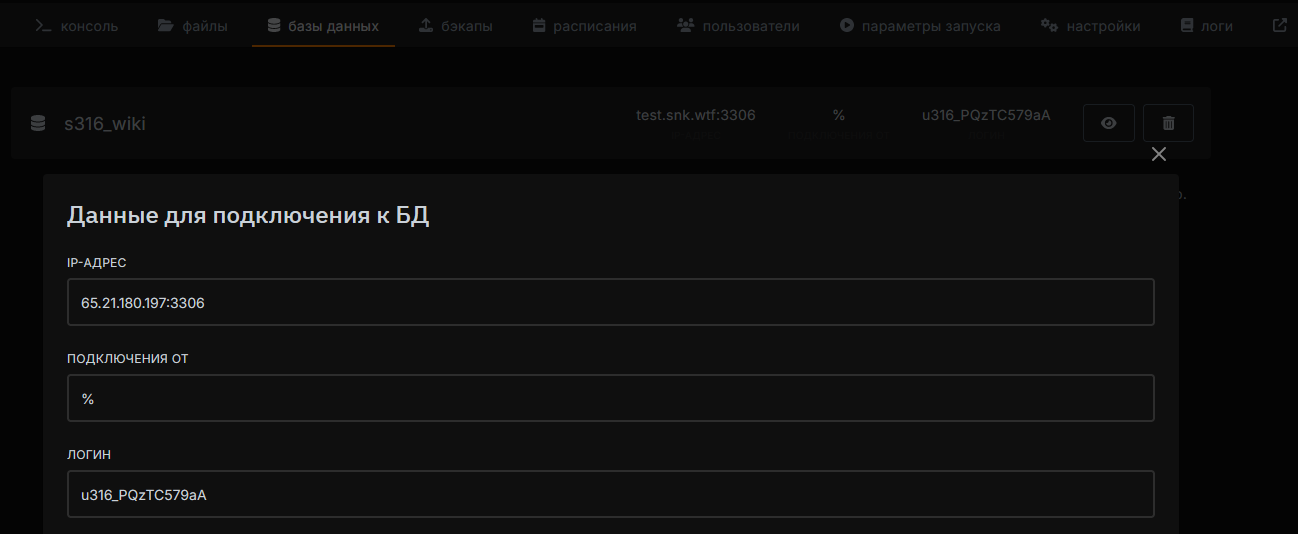 консоль файлы базы данных бэкапы расписания пользователи параметры запуска настройки логи
s316_wiki test.snk.wtf:3306 % u316_PQzTC579aA
Данные для подключения к БД
IP-АДРЕС
65.21.180.197:3306
ПОДКЛЮЧЕНИЯ ОТ
%
ЛОГИН
u316_PQzTC579aA